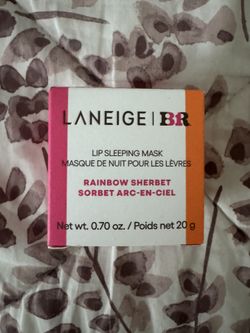 LANEIGE | BR
LIP SLEEPING MASK
MASQUE DE NUIT POUR LES LÈVRES
RAINBOW SHERBET
SORBET ARC-EN-CIEL
Net wt. 0.70 oz. / Poids net 20 g